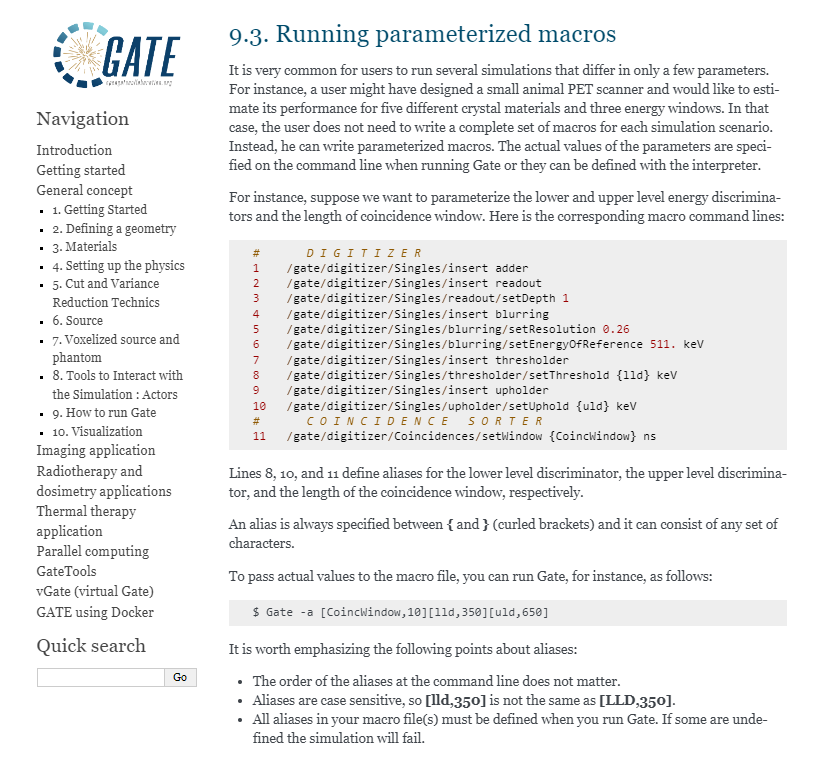 GATE
opengatecollaboration.org
Navigation
Introduction
Getting started
General concept
1. Getting Started
2. Defining a geometry
3. Materials
4. Setting up the physics
5. Cut and Variance
Reduction Technics
6. Source
7. Voxelized source and
phantom
8. Tools to Interact with
the Simulation : Actors
9. How to run Gate
10. Visualization
Imaging application
Radiotherapy and
dosimetry applications
Thermal therapy
application
Parallel computing
GateTools
vGate (virtual Gate)
GATE using Docker
Quick search
Go
9.3. Running parameterized macros
It is very common for users to run several simulations that differ in only a few parameters.
For instance, a user might have designed a small animal PET scanner and would like to esti-
mate its performance for five different crystal materials and three energy windows. In that
case, the user does not need to write a complete set of macros for each simulation scenario.
Instead, he can write parameterized macros. The actual values of the parameters are speci-
fied on the command line when running Gate or they can be defined with the interpreter.
For instance, suppose we want to parameterize the lower and upper level energy discrimina-
tors and the length of coincidence window. Here is the corresponding macro command lines:
# D I G I T I Z E R
1 /gate/digitizer/Singles/insert adder
2 /gate/digitizer/Singles/insert readout
3 /gate/digitizer/Singles/readout/setDepth 1
4 /gate/digitizer/Singles/insert blurring
5 /gate/digitizer/Singles/blurring/setResolution 0.26
6 /gate/digitizer/Singles/blurring/setEnergyOfReference 511. keV
7 /gate/digitizer/Singles/insert thresholder
8 /gate/digitizer/Singles/thresholder/setThreshold {lld} keV
9 /gate/digitizer/Singles/insert upholder
10 /gate/digitizer/Singles/upholder/setUphold {uld} keV
# C O I N C I D E N C E S O R T E R
11 /gate/digitizer/Coincidences/setWindow {CoincWindow} ns
Lines 8, 10, and 11 define aliases for the lower level discriminator, the upper level discrimina-
tor, and the length of the coincidence window, respectively.
An alias is always specified between { and } (curled brackets) and it can consist of any set of
characters.
To pass actual values to the macro file, you can run Gate, for instance, as follows:
$ Gate -a [CoincWindow,10][lld,350][uld,650]
It is worth emphasizing the following points about aliases:
The order of the aliases at the command line does not matter.
Aliases are case sensitive, so [lld,350] is not the same as [LLD,350].
All aliases in your macro file(s) must be defined when you run Gate. If some are unde-
fined the simulation will fail.